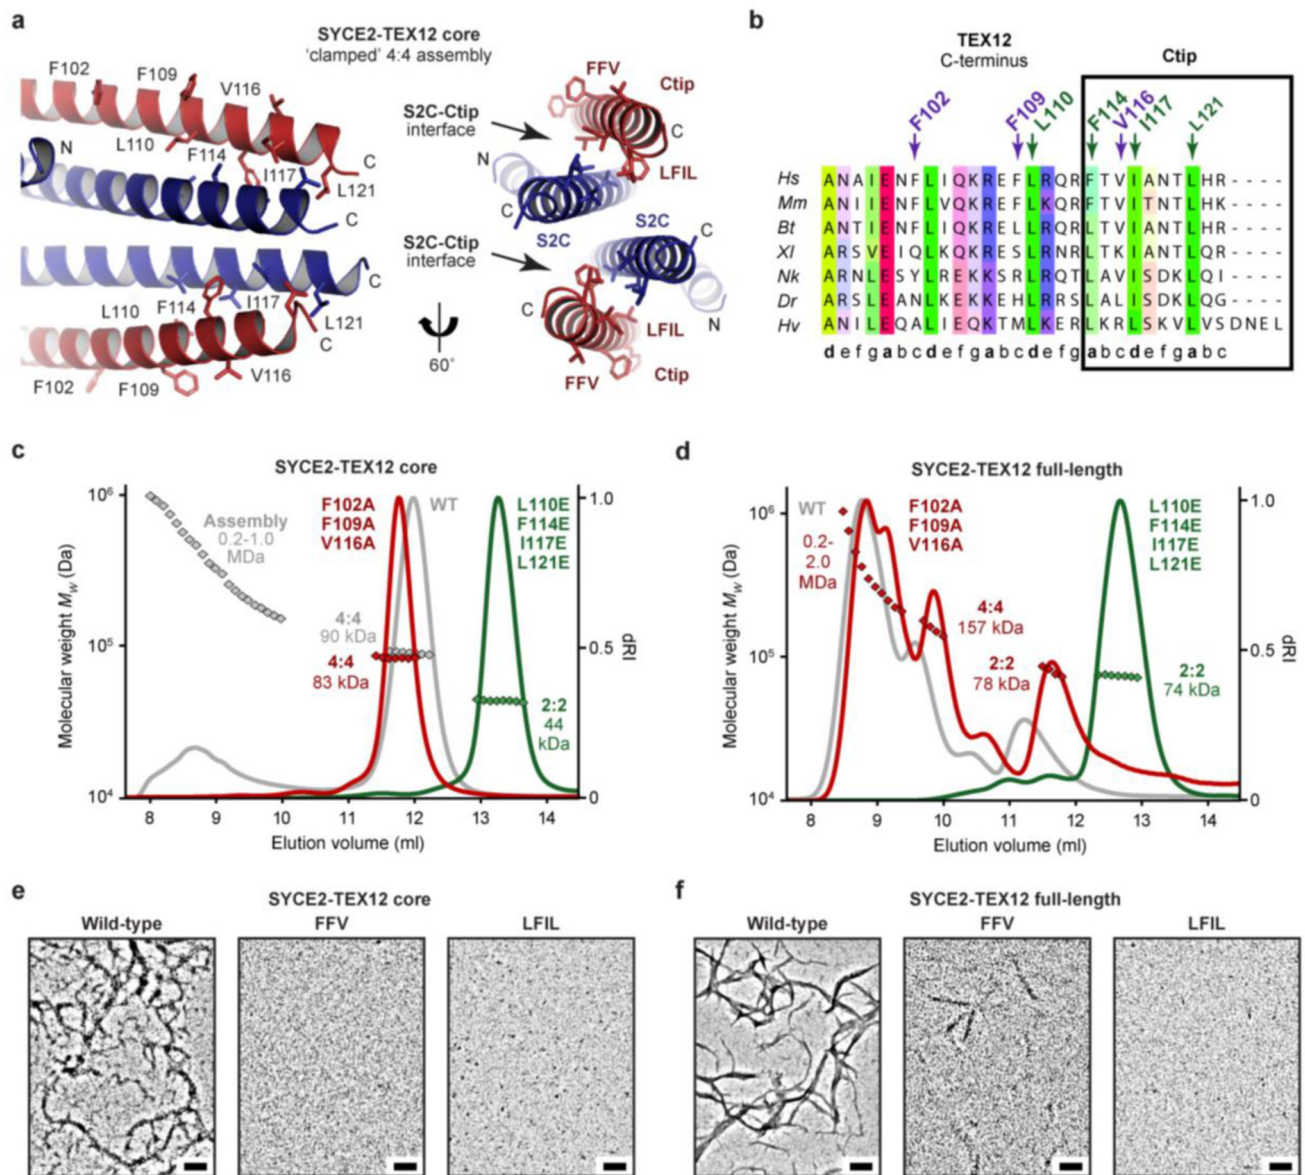 a
SYCE2-TEX12 core
'clamped' 4:4 assembly
F102
F109
V116
L110
F114
I117
L121
N
C
C
C
C
L110
F114
I117
L121
F102
F109
V116
60°
FFV
Ctip
S2C-Ctip
interface
C
N
LFIL
C
S2C
S2C
C
S2C-Ctip
interface
C
LFIL
N
FFV
Ctip
b
TEX12
C-terminus
Ctip
F102
F109
L110
F114
V116
I117
L121
Hs A N A I E N F L I Q K R E F L R Q R F T V I A N T L H R - - - -
Mm A N I I E N F L V Q K R E F L K Q R F T V I T N T L H K - - - -
Bt A N T I E N F L I Q K R E L L R Q R L T V I A N T L H R - - - -
Xl A R S V E I Q L K Q K R E S L R N R L T K I A N T L Q R - - - -
Nk A R N L E S Y L R E K K S R L R Q T L A V I S D K L Q I - - - -
Dr A R S L E A N L K E K K E H L R R S L A L I S D K L Q G - - - -
Hv A N I L E Q A L I E Q K T M L K E R L K R L S K V L V S D N E L
d e f g a b c d e f g a b c d e f g a b c d e f g a b c
c
SYCE2-TEX12 core
Molecular weight Mw (Da)
10⁶
10⁵
10⁴
Assembly
0.2-1.0
MDa
F102A
F109A
V116A
WT
L110E
F114E
I117E
L121E
4:4
90 kDa
4:4
83 kDa
2:2
44
kDa
1.0
0.5
0
dRI
8 9 10 11 12 13 14
Elution volume (ml)
d
SYCE2-TEX12 full-length
Molecular weight Mw (Da)
10⁶
10⁵
10⁴
WT
0.2-
2.0
MDa
F102A
F109A
V116A
L110E
F114E
I117E
L121E
4:4
157 kDa
2:2
78 kDa
2:2
74 kDa
1.0
0.5
0
dRI
8 9 10 11 12 13 14
Elution volume (ml)
e
SYCE2-TEX12 core
Wild-type FFV LFIL
f
SYCE2-TEX12 full-length
Wild-type FFV LFIL